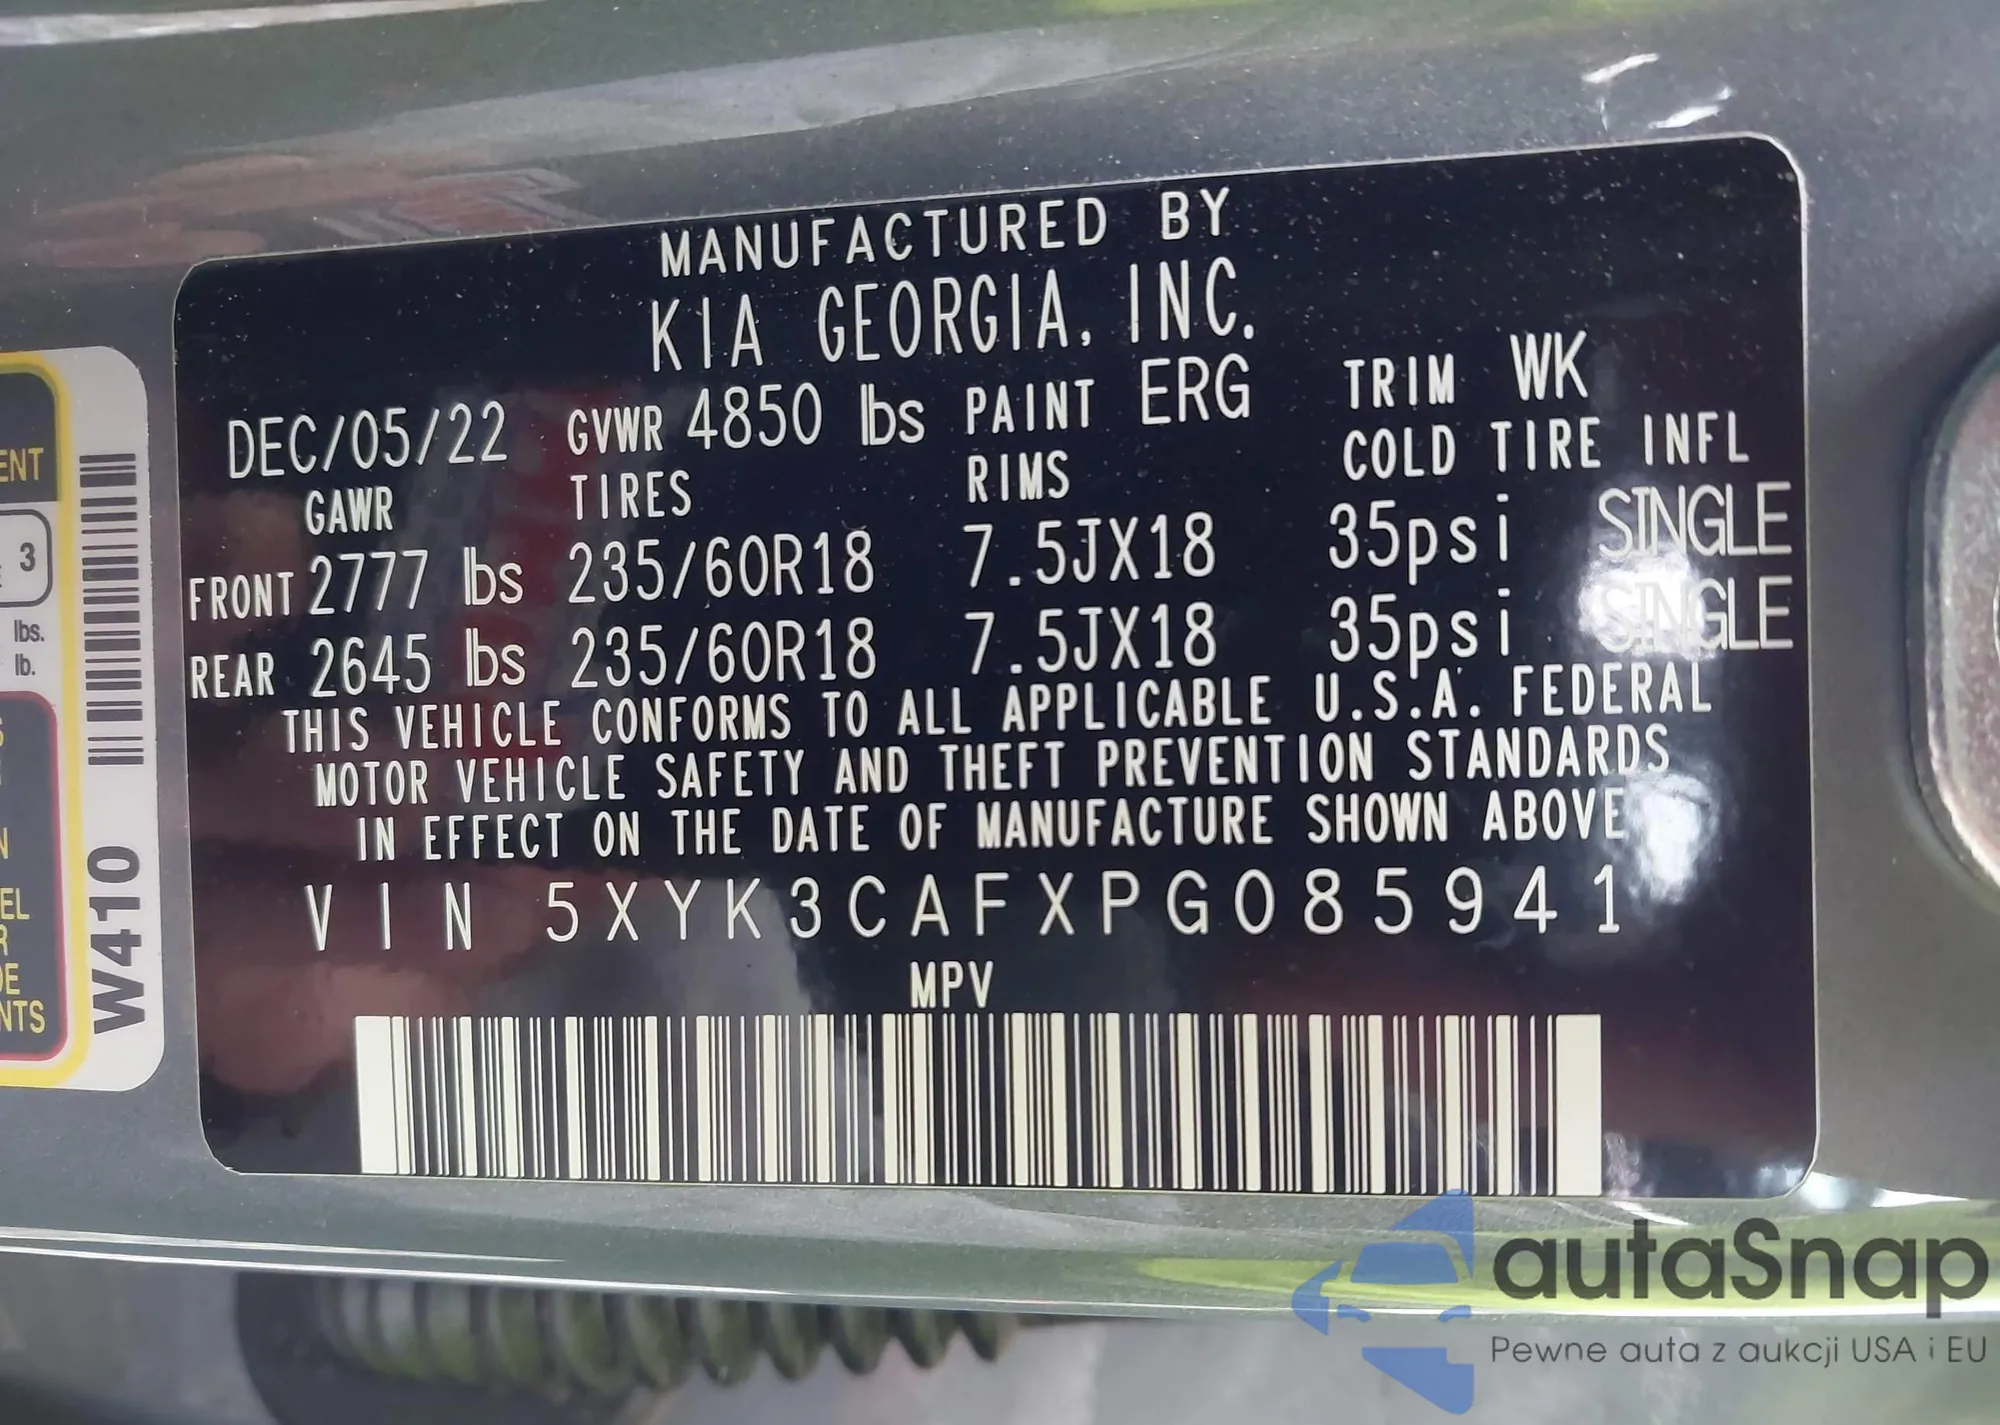 MANUFACTURED BY
KIA GEORGIA, INC.
DEC/05/22 GVWR 4850 lbs PAINT ERG TRIM WK
GAWR TIRES RIMS COLD TIRE INFL
FRONT 2777 lbs 235/60R18 7.5JX18 35psi SINGLE
REAR 2645 lbs 235/60R18 7.5JX18 35psi SINGLE
THIS VEHICLE CONFORMS TO ALL APPLICABLE U.S.A. FEDERAL
MOTOR VEHICLE SAFETY AND THEFT PREVENTION STANDARDS
IN EFFECT ON THE DATE OF MANUFACTURE SHOWN ABOVE
VIN 5XYK3CAFXPG085941
MPV
3
lbs.
lb.
W410
autaSnap
Pewne auta z aukcji USA i EU